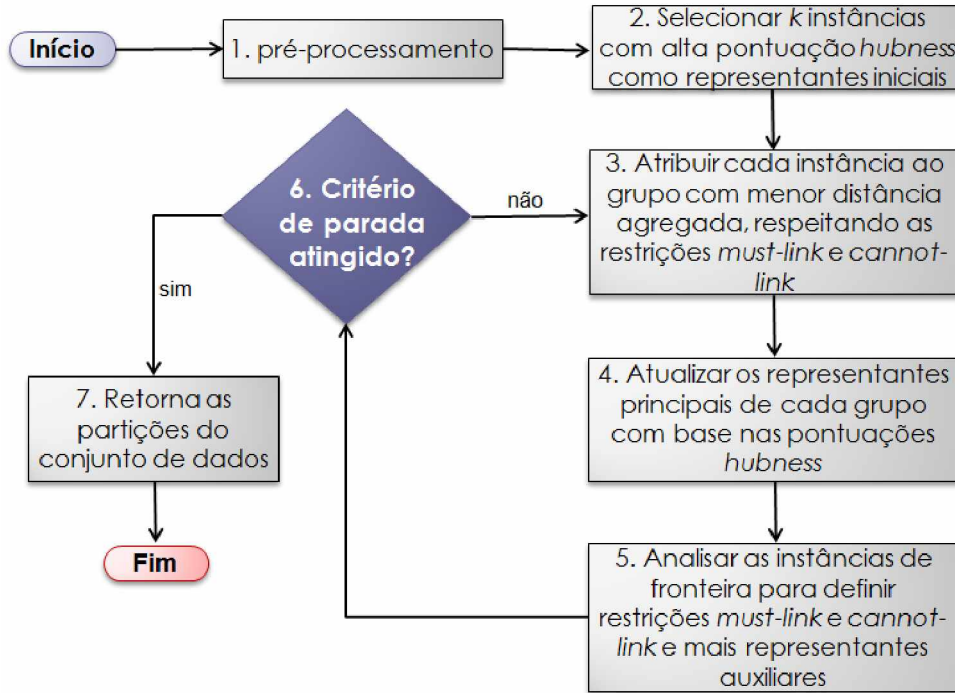 Início
1. pré-processamento
2. Selecionar k instâncias
com alta pontuação hubness
como representantes iniciais
3. Atribuir cada instância ao
grupo com menor distância
agregada, respeitando as
restrições must-link e cannot-
link
4. Atualizar os representantes
principais de cada grupo
com base nas pontuações
hubness
5. Analisar as instâncias de
fronteira para definir
restrições must-link e cannot-
link e mais representantes
auxiliares
6. Critério
de parada
atingido?
não
sim
7. Retorna as
partições do
conjunto de dados
Fim